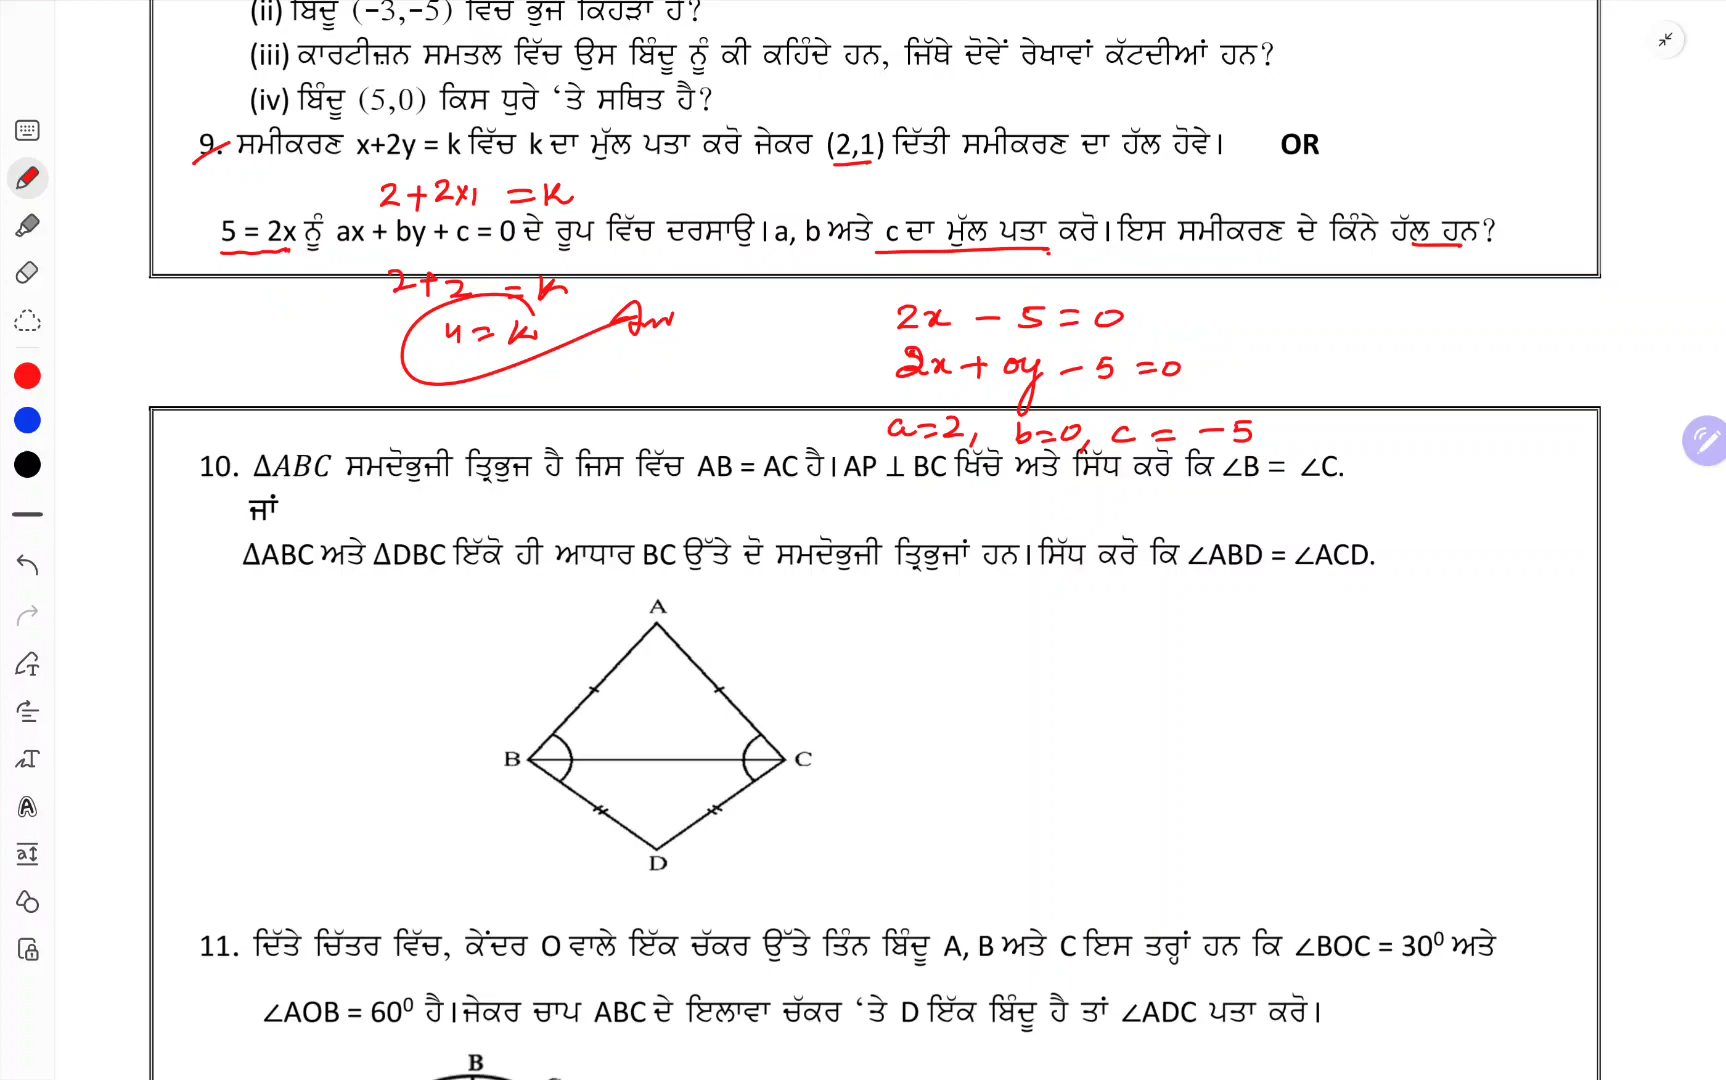 (ii) ਬਿੰਦੂ (−3,−5) ਵਿੱਚ ਭੁਜ ਕਿਹੜਾ ਹੈ?
(iii) ਕਾਰਟੀਜ਼ਨ ਸਮਤਲ ਵਿੱਚ ਉਸ ਬਿੰਦੂ ਨੂੰ ਕੀ ਕਹਿੰਦੇ ਹਨ, ਜਿੱਥੇ ਦੋਵੇਂ ਰੇਖਾਵਾਂ ਕੱਟਦੀਆਂ ਹਨ?
(iv) ਬਿੰਦੂ (5,0) ਕਿਸ ਧੁਰੇ ‘ਤੇ ਸਥਿਤ ਹੈ?
9. ਸਮੀਕਰਣ x+2y = k ਵਿੱਚ k ਦਾ ਮੁੱਲ ਪਤਾ ਕਰੋ ਜੇਕਰ (2,1) ਦਿੱਤੀ ਸਮੀਕਰਣ ਦਾ ਹੱਲ ਹੋਵੇ। OR
2+2×1 = k
5 = 2x ਨੂੰ ax + by + c = 0 ਦੇ ਰੂਪ ਵਿੱਚ ਦਰਸਾਉ। a, b ਅਤੇ c ਦਾ ਮੁੱਲ ਪਤਾ ਕਰੋ। ਇਸ ਸਮੀਕਰਣ ਦੇ ਕਿੰਨੇ ਹੱਲ ਹਨ?
2+2 = k
4 = k Ans
2x − 5 = 0
2x + 0y − 5 = 0
a=2, b=0, c = −5
10. ΔABC ਸਮਦੋਭੁਜੀ ਤ੍ਰਿਭੁਜ ਹੈ ਜਿਸ ਵਿੱਚ AB = AC ਹੈ। AP ⊥ BC ਖਿੱਚੋ ਅਤੇ ਸਿੱਧ ਕਰੋ ਕਿ ∠B = ∠C.
ਜਾਂ
ΔABC ਅਤੇ ΔDBC ਇੱਕੋ ਹੀ ਆਧਾਰ BC ਉੱਤੇ ਦੋ ਸਮਦੋਭੁਜੀ ਤ੍ਰਿਭੁਜਾਂ ਹਨ। ਸਿੱਧ ਕਰੋ ਕਿ ∠ABD = ∠ACD.
A
B C
D
11. ਦਿੱਤੇ ਚਿੱਤਰ ਵਿੱਚ, ਕੇਂਦਰ O ਵਾਲੇ ਇੱਕ ਚੱਕਰ ਉੱਤੇ ਤਿੰਨ ਬਿੰਦੂ A, B ਅਤੇ C ਇਸ ਤਰ੍ਹਾਂ ਹਨ ਕਿ ∠BOC = 30⁰ ਅਤੇ
∠AOB = 60⁰ ਹੈ। ਜੇਕਰ ਚਾਪ ABC ਦੇ ਇਲਾਵਾ ਚੱਕਰ ‘ਤੇ D ਇੱਕ ਬਿੰਦੂ ਹੈ ਤਾਂ ∠ADC ਪਤਾ ਕਰੋ।
B